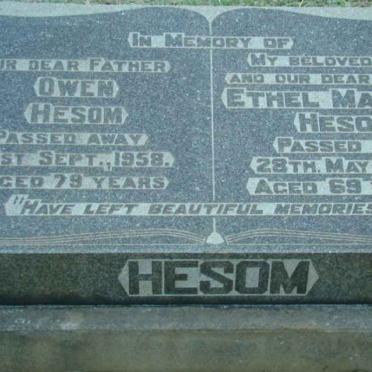 IN MEMORY OF
UR DEAR FATHER
OWEN
HESOM
PASSED AWAY
1ST SEPT., 1958.
AGED 79 YEARS
MY BELOVED
AND OUR DEAR
ETHEL MA
HESO
PASSED
28TH. MAY
AGED 69
"HAVE LEFT BEAUTIFUL MEMORIES
HESOM